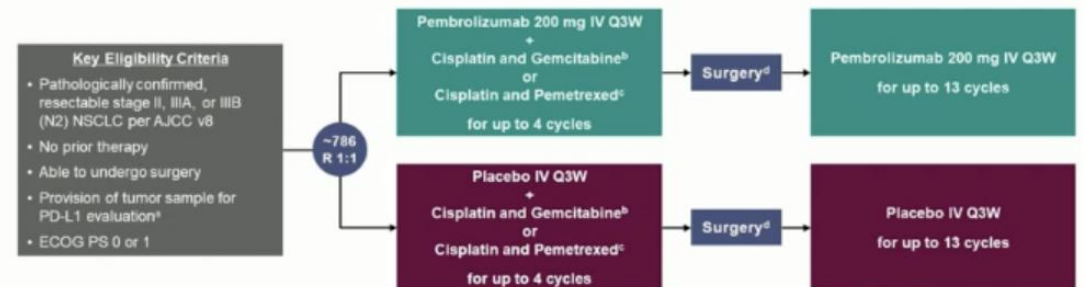 Key Eligibility Criteria
• Pathologically confirmed,
resectable stage II, IIIA, or IIIB
(N2) NSCLC per AJCC v8
• No prior therapy
• Able to undergo surgery
• Provision of tumor sample for
PD-L1 evaluationᵃ
• ECOG PS 0 or 1
~786
R 1:1
Pembrolizumab 200 mg IV Q3W
+
Cisplatin and Gemcitabineᵇ
or
Cisplatin and Pemetrexedᶜ
for up to 4 cycles
Surgeryᵈ
Pembrolizumab 200 mg IV Q3W
for up to 13 cycles
Placebo IV Q3W
+
Cisplatin and Gemcitabineᵇ
or
Cisplatin and Pemetrexedᶜ
for up to 4 cycles
Surgeryᵈ
Placebo IV Q3W
for up to 13 cycles